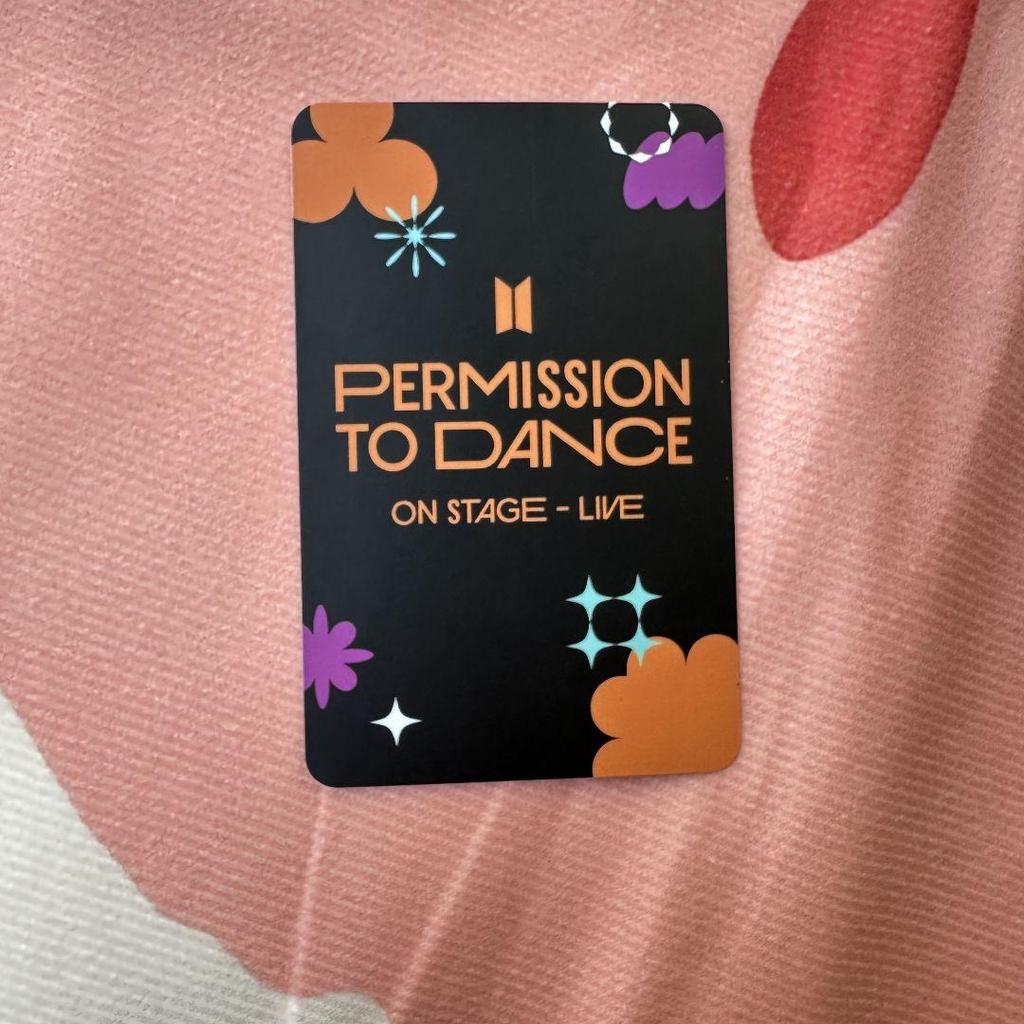 PERMISSION
TO DANCE
ON STAGE - LIVE